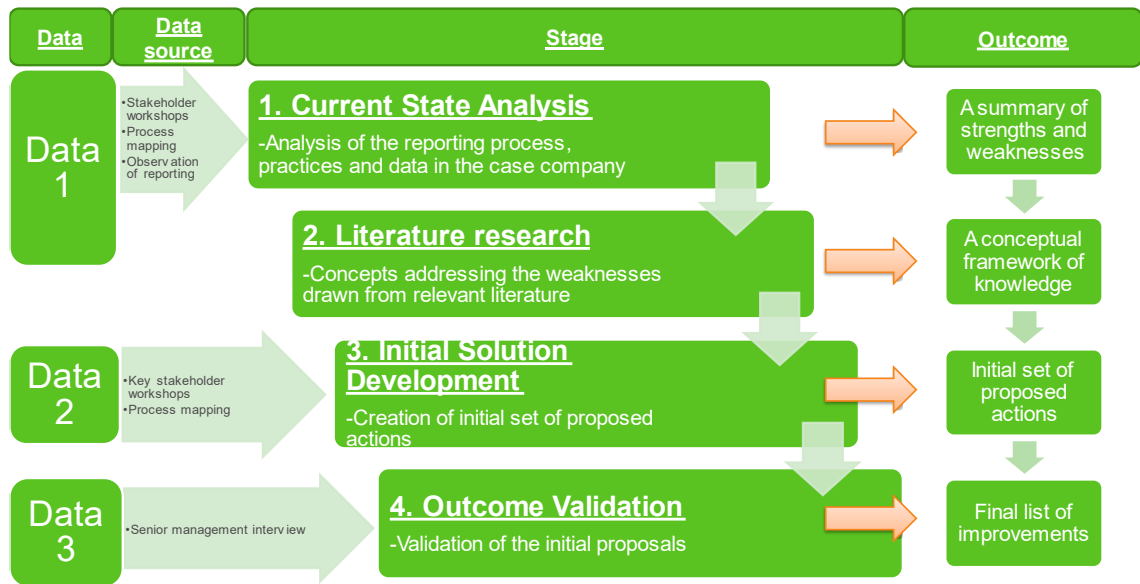 Data
Data
source
Stage
Outcome
Data
1
•Stakeholder
workshops
•Process
mapping
•Observation
of reporting
1. Current State Analysis
-Analysis of the reporting process,
practices and data in the case company
A summary of
strengths and
weaknesses
2. Literature research
-Concepts addressing the weaknesses
drawn from relevant literature
A conceptual
framework of
knowledge
Data
2
•Key stakeholder
workshops
•Process mapping
3. Initial Solution
Development
-Creation of initial set of proposed
actions
Initial set of
proposed
actions
Data
3
•Senior management interview
4. Outcome Validation
-Validation of the initial proposals
Final list of
improvements